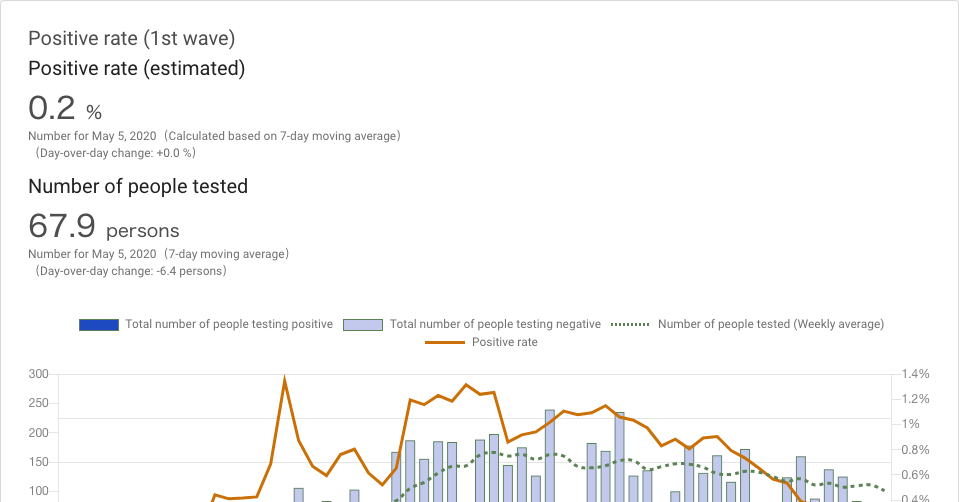 Positive rate (1st wave)
Positive rate (estimated)
0.2 %
Number for May 5, 2020（Calculated based on 7-day moving average）
（Day-over-day change: +0.0 %）
Number of people tested
67.9 persons
Number for May 5, 2020（7-day moving average）
（Day-over-day change: -6.4 persons）
Total number of people testing positive Total number of people testing negative Number of people tested (Weekly average)
Positive rate
300 1.4%
250 1.2%
1%
200 0.8%
150 0.6%
100 0.4%